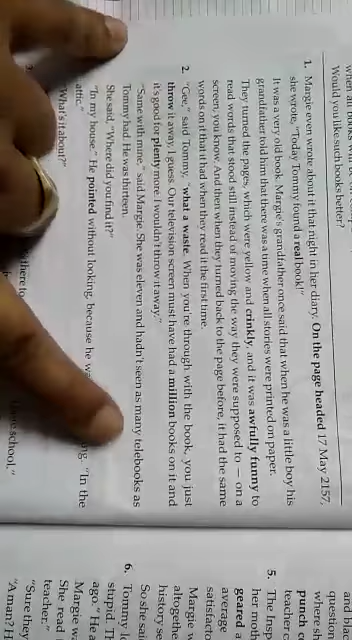 when all
Would you like such books better?
1. Margie even wrote about it that night in her diary. On the page headed 17 May 2157,
she wrote, "Today Tommy found a real book!"
It was a very old book. Margie's grandfather once said that when he was a little boy his
grandfather told him that there was a time when all stories were printed on paper.
They turned the pages, which were yellow and crinkly, and it was awfully funny to
read words that stood still instead of moving the way they were supposed to — on a
screen, you know. And then when they turned back to the page before, it had the same
words on it that it had when they read it the first time.
2. "Gee," said Tommy, "what a waste. When you're through with the book, you just
throw it away, I guess. Our television screen must have had a million books on it and
it's good for plenty more. I wouldn't throw it away."
"Same with mine," said Margie. She was eleven and hadn't seen as many telebooks as
Tommy had. He was thirteen.
She said, "Where did you find it?"
"In my house." He pointed without looking, because he "In the
attic."
"What's it about?"
school."
and bla
question
where sh
punch c
teacher
5. The Insp
her moth
geared a
average
satisfacto
Margie w
altogethe
history se
So she sai
6. Tommy lo
stupid. Th
ago." He a
Margie w
She read
teacher."
"Sure they
"A man? H